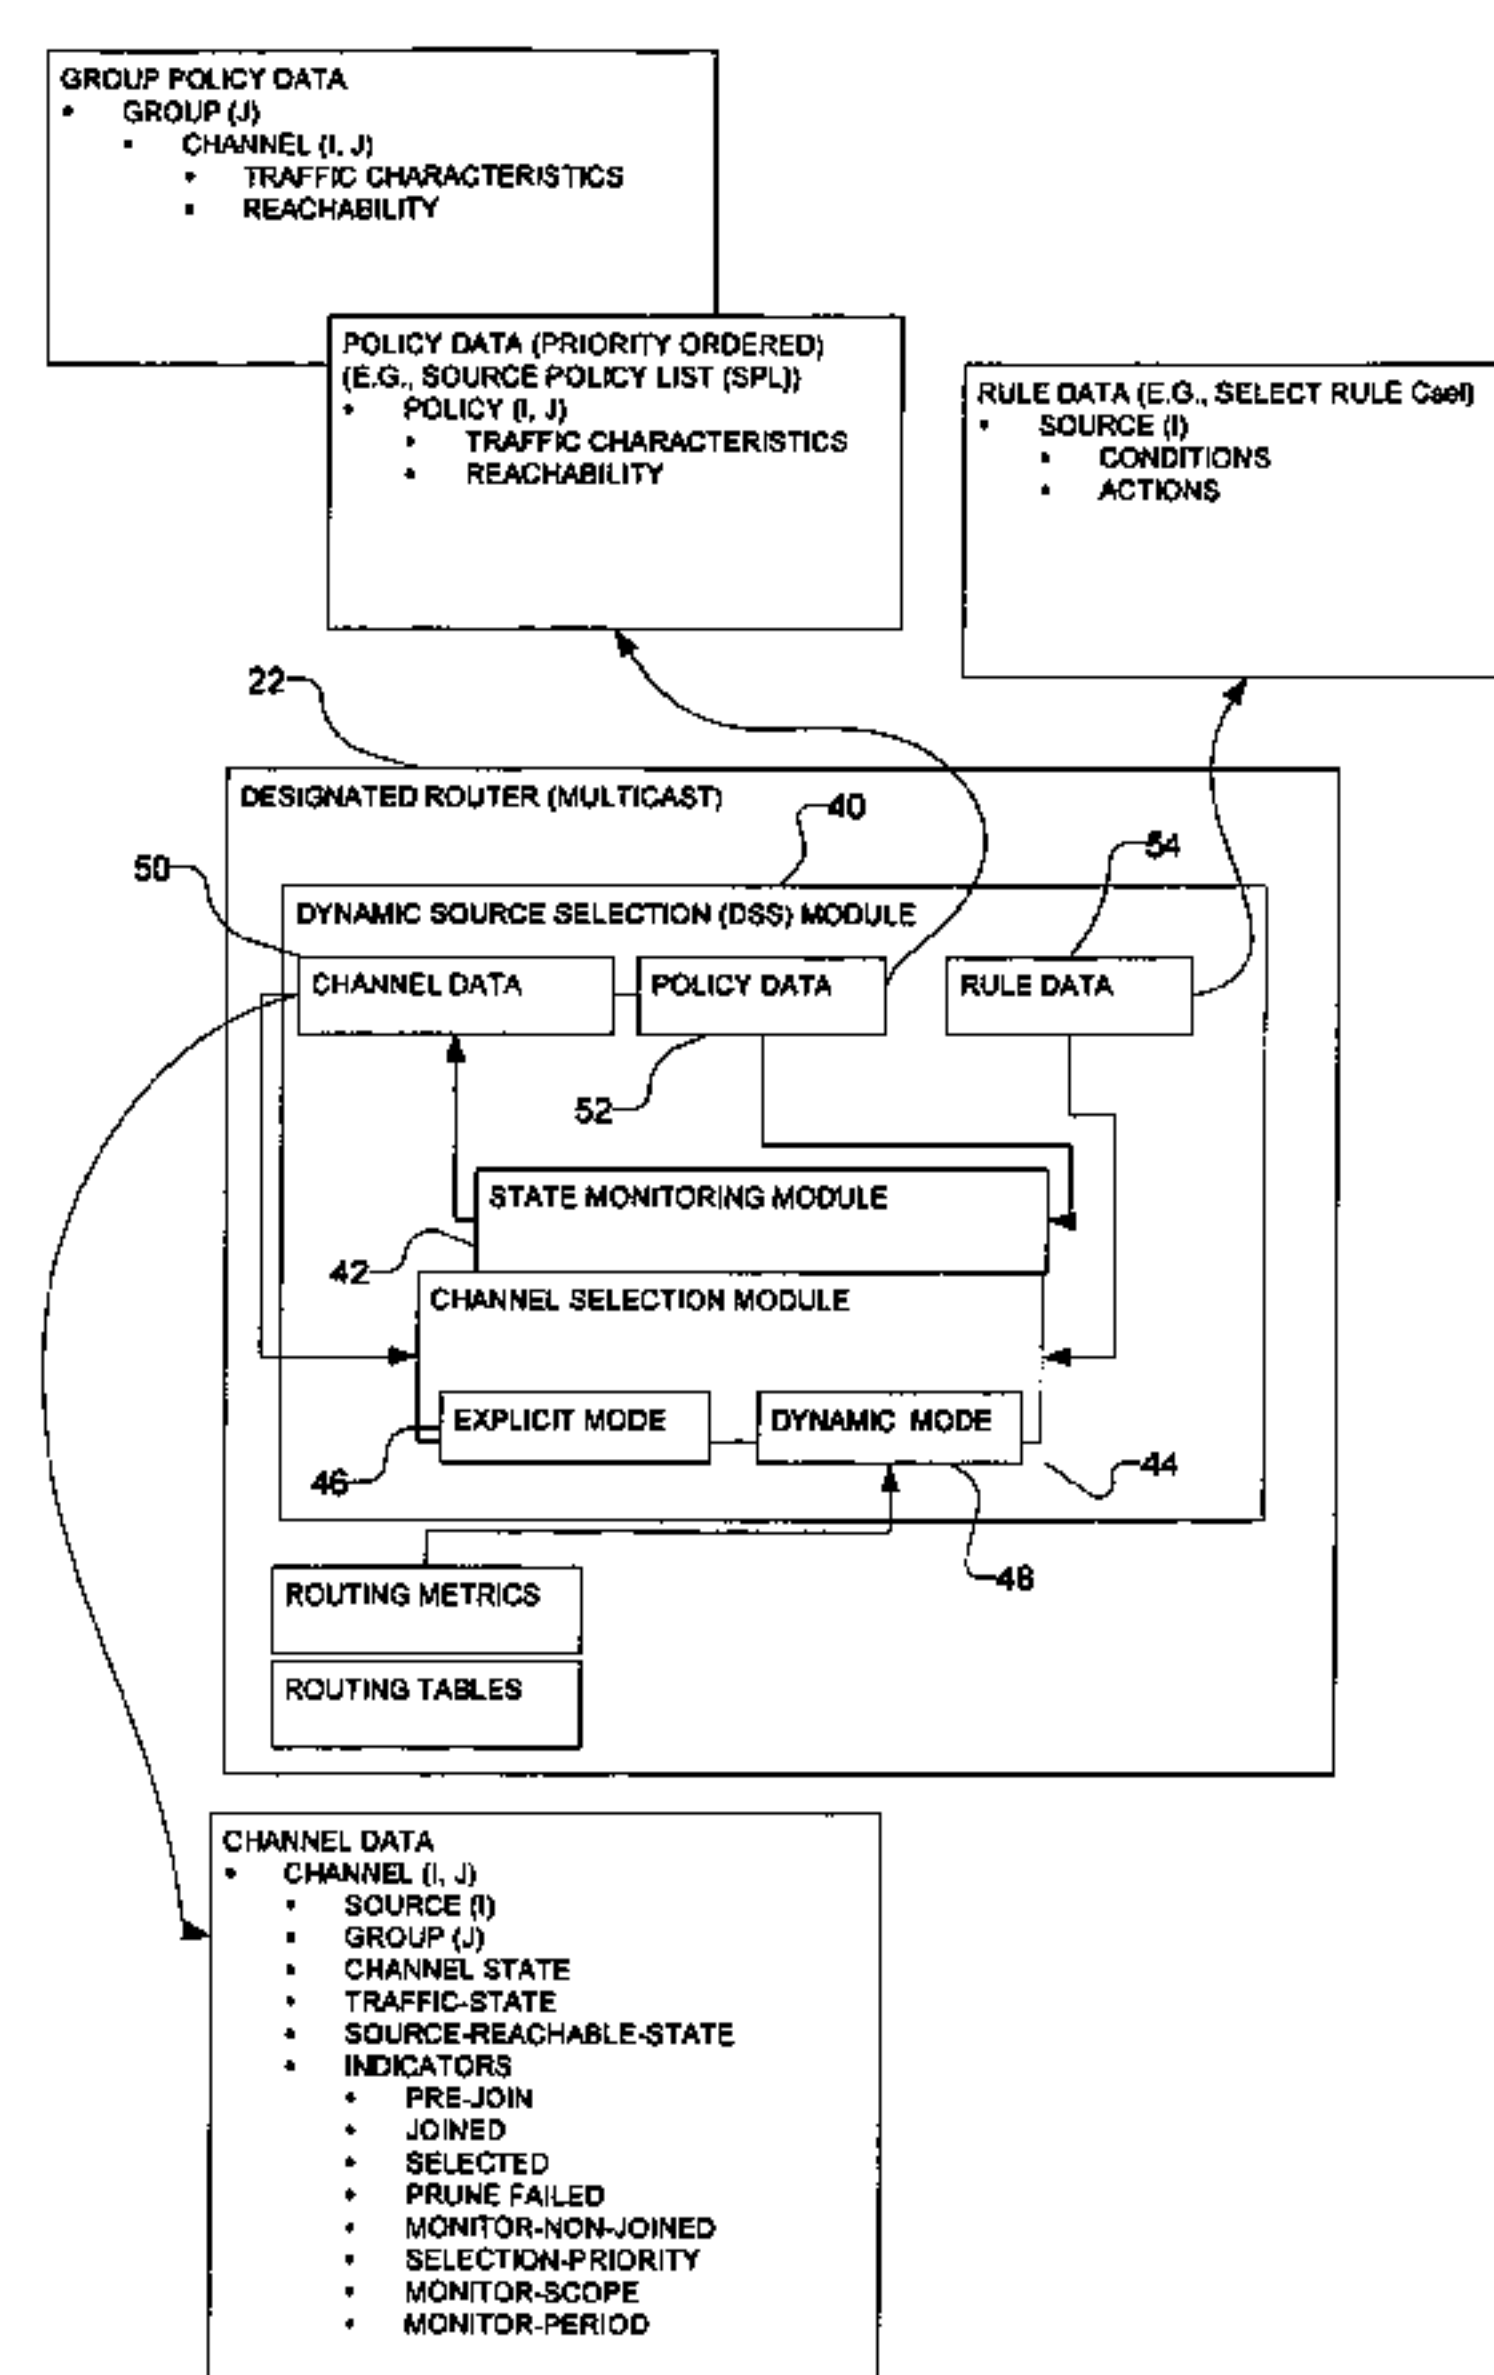 GROUP POLICY DATA
• GROUP (J)
• CHANNEL (I, J)
• TRAFFIC CHARACTERISTICS
• REACHABILITY
POLICY DATA (PRIORITY ORDERED)
(E.G., SOURCE POLICY LIST (SPL))
• POLICY (I, J)
• TRAFFIC CHARACTERISTICS
• REACHABILITY
RULE DATA (E.G., SELECT RULE Csel)
• SOURCE (I)
• CONDITIONS
• ACTIONS
22
DESIGNATED ROUTER (MULTICAST)
40
54
50
DYNAMIC SOURCE SELECTION (DSS) MODULE
CHANNEL DATA
POLICY DATA
RULE DATA
52
STATE MONITORING MODULE
42
CHANNEL SELECTION MODULE
EXPLICIT MODE
DYNAMIC MODE
46
44
48
ROUTING METRICS
ROUTING TABLES
CHANNEL DATA
• CHANNEL (I, J)
• SOURCE (I)
• GROUP (J)
• CHANNEL STATE
• TRAFFIC-STATE
• SOURCE-REACHABLE-STATE
• INDICATORS
• PRE-JOIN
• JOINED
• SELECTED
• PRUNE FAILED
• MONITOR-NON-JOINED
• SELECTION-PRIORITY
• MONITOR-SCOPE
• MONITOR-PERIOD